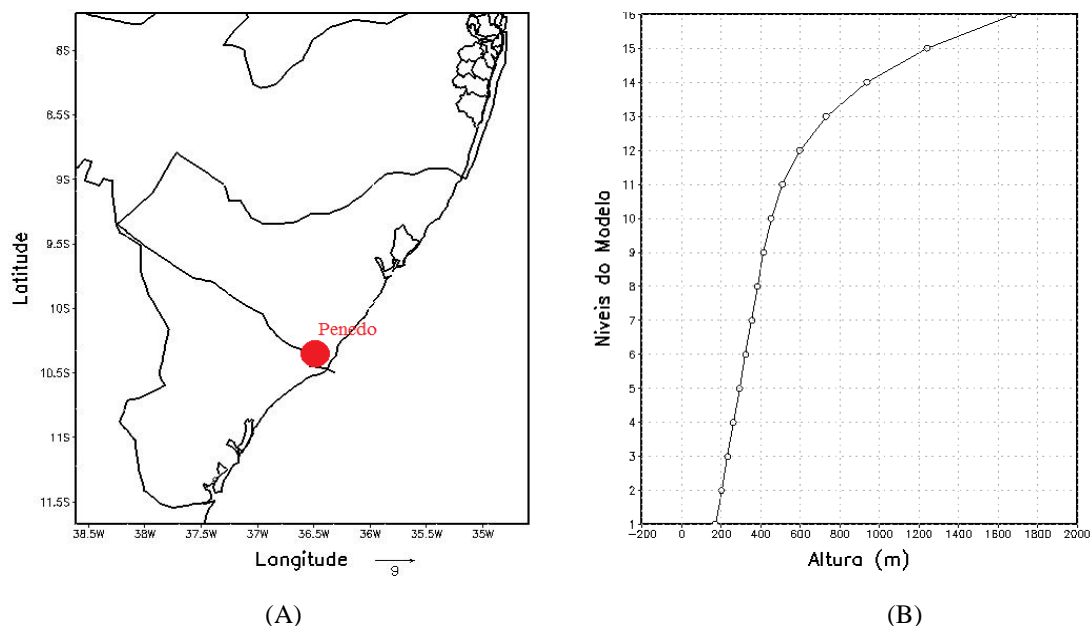 8S
8.5S
9S
9.5S
10S
10.5S
11S
11.5S
Latitude
Penedo
38.5W 38W 37.5W 37W 36.5W 36W 35.5W 35W
Longitude
9
(A)
16
15
14
13
12
11
10
9
8
7
6
5
4
3
2
1
Níveis do Modelo
-200 0 200 400 600 800 1000 1200 1400 1600 1800 2000
Altura (m)
(B)